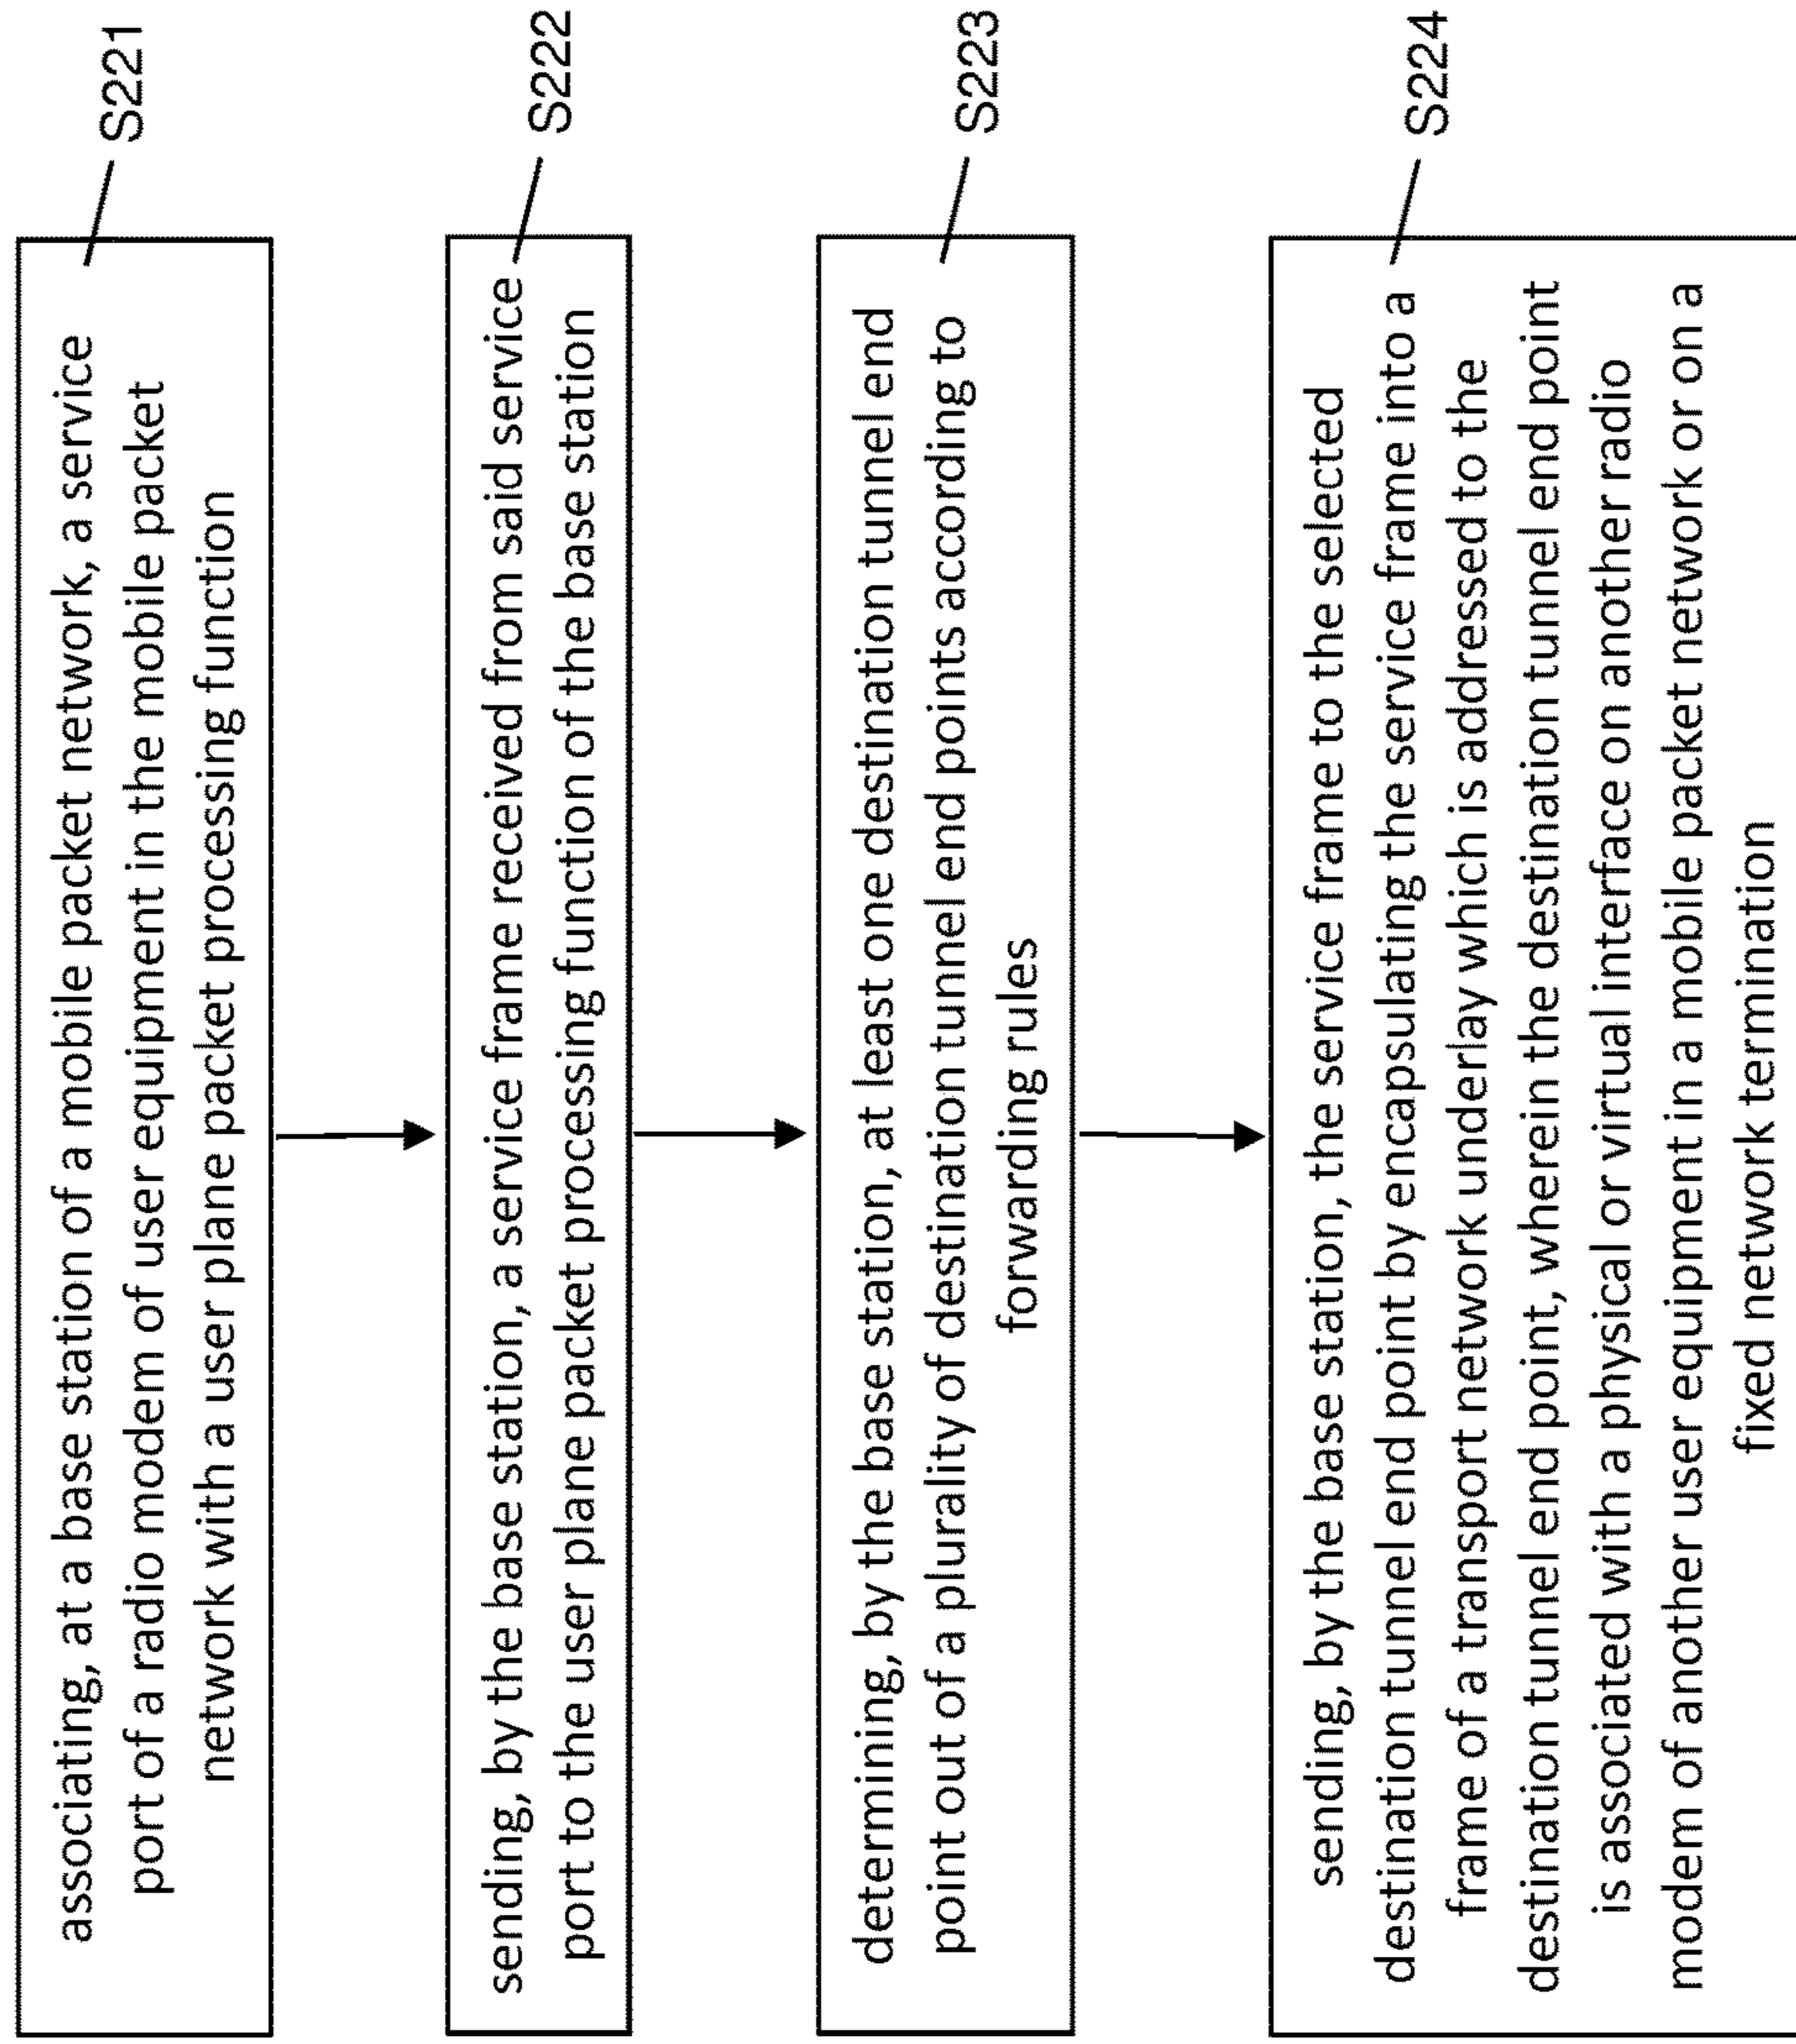 associating, at a base station of a mobile packet network, a service
port of a radio modem of user equipment in the mobile packet
network with a user plane packet processing function
S221
sending, by the base station, a service frame received from said service
port to the user plane packet processing function of the base station
S222
determining, by the base station, at least one destination tunnel end
point out of a plurality of destination tunnel end points according to
forwarding rules
S223
sending, by the base station, the service frame to the selected
destination tunnel end point by encapsulating the service frame into a
frame of a transport network underlay which is addressed to the
destination tunnel end point, wherein the destination tunnel end point
is associated with a physical or virtual interface on another radio
modem of another user equipment in a mobile packet network or on a
fixed network termination
S224